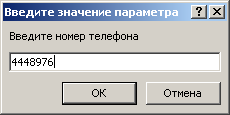 Введите значение параметра
Введите номер телефона
4448976
ОК
Отмена